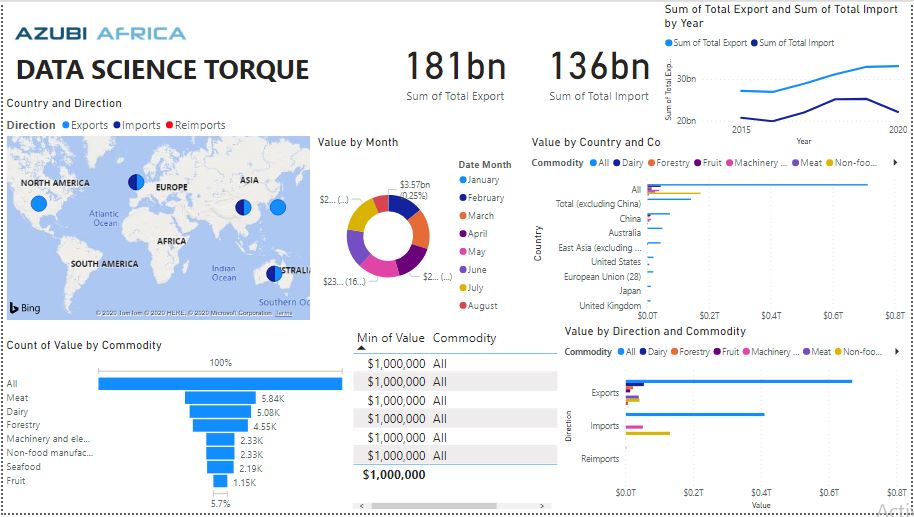 AZUBI AFRICA
DATA SCIENCE TORQUE
181bn
Sum of Total Export
136bn
Sum of Total Import
Sum of Total Export and Sum of Total Import
by Year
Sum of Total Export Sum of Total Import
Sum of Total Exp...
30bn
20bn
2015
2020
Year
Country and Direction
Direction Exports Imports Reimports
NORTH AMERICA
EUROPE
ASIA
Atlantic
Ocean
AFRICA
SOUTH AMERICA
Indian
Ocean
STRALI
Southern Oc
Bing
© 2020 TomTom © 2020 HERE, © 2020 Microsoft Corporation Terms
Value by Month
$3.57bn
(0.25%)
$2... (...)
$2... (...)
$23... (16...)
Date Month
January
February
March
April
May
June
July
August
Value by Country and Co
Commodity All Dairy Forestry Fruit Machinery ... Meat Non-foo...
Country
All
Total (excluding China)
China
Australia
East Asia (excluding ...
United States
European Union (28)
Japan
United Kingdom
$0.0T $0.2T $0.4T $0.6T $0.8T
Count of Value by Commodity
100%
All
Meat 5.84K
Dairy 5.08K
Forestry 4.55K
Machinery and ele... 2.33K
Non-food manufac... 2.33K
Seafood 2.19K
Fruit 1.15K
5.7%
Min of Value Commodity
$1,000,000 All
$1,000,000 All
$1,000,000 All
$1,000,000 All
$1,000,000 All
$1,000,000 All
$1,000,000
Value by Direction and Commodity
Commodity All Dairy Forestry Fruit Machinery ... Meat Non-foo...
Direction
Exports
Imports
Reimports
$0.0T $0.2T $0.4T $0.6T $0.8T
Value
Acti